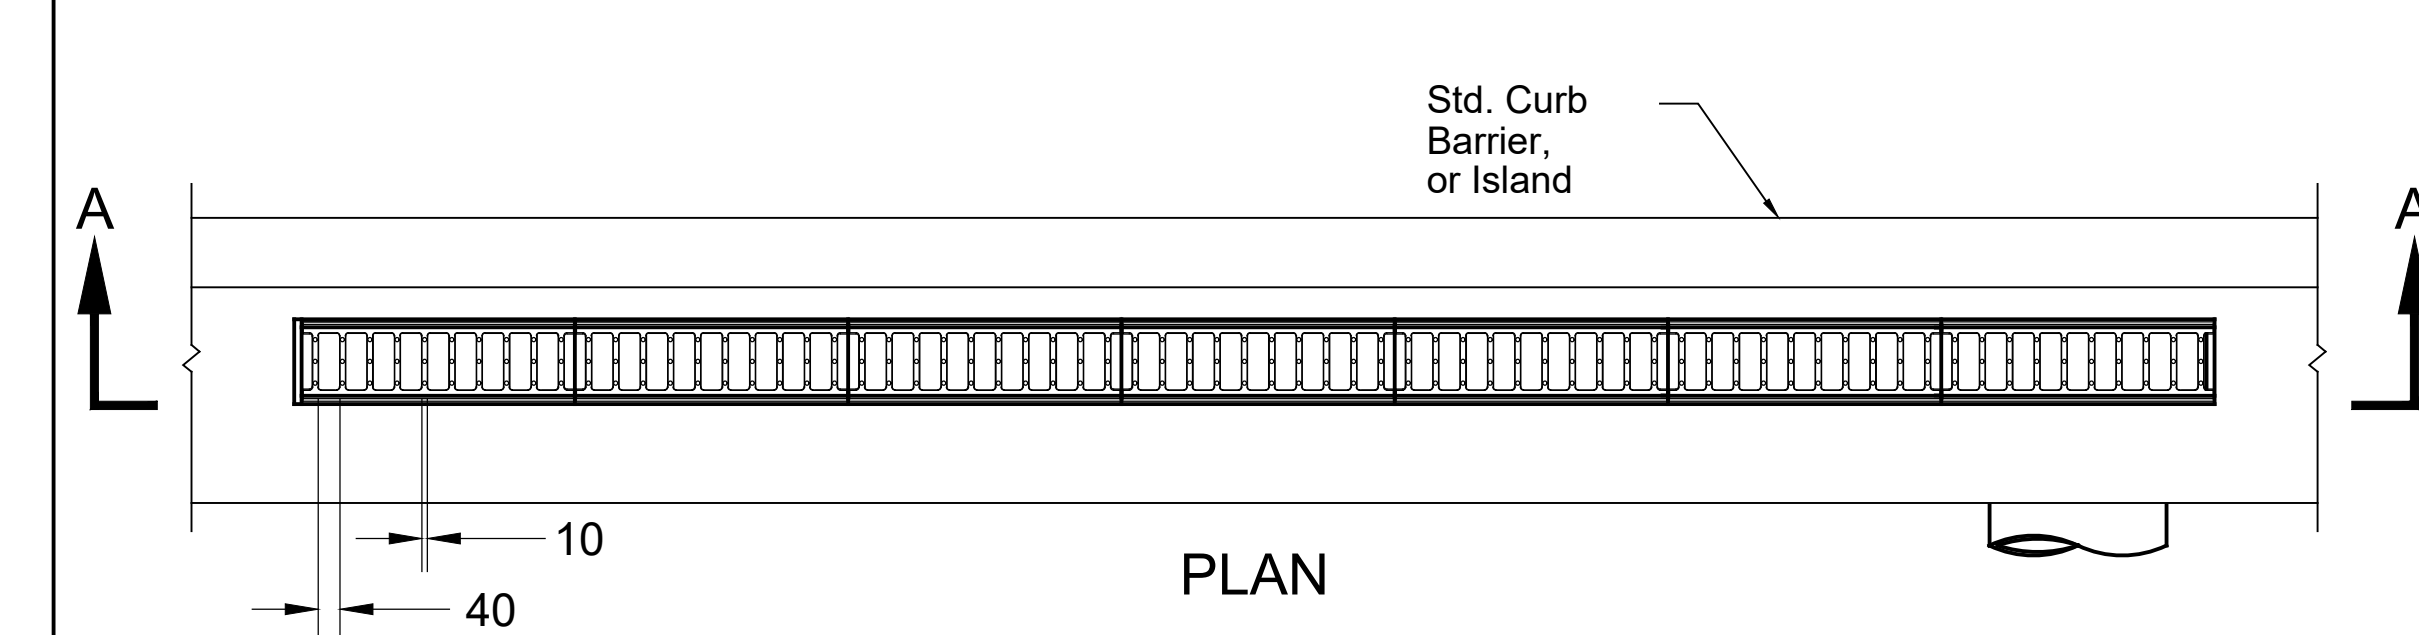 Std. Curb
Barrier,
or Island
A
A
10
PLAN
40